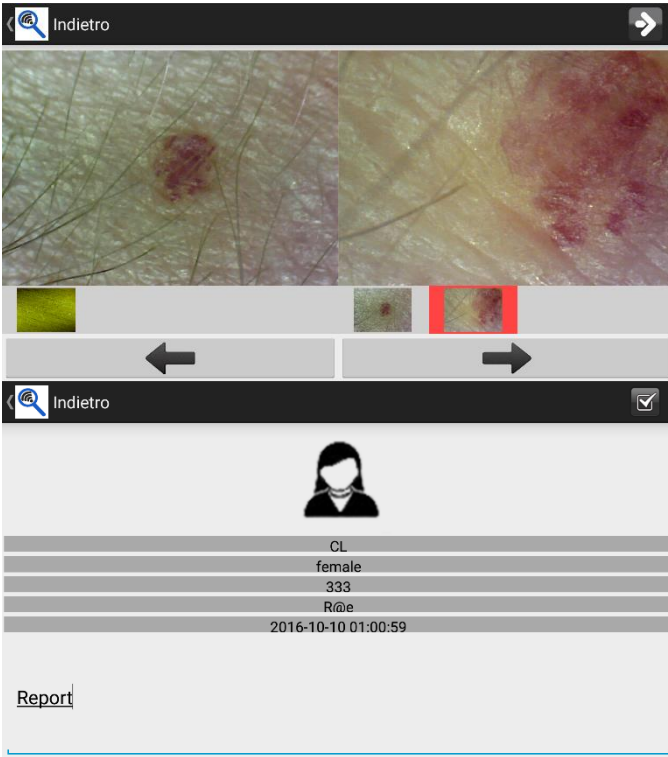 Indietro
Indietro
CL
female
333
R@e
2016-10-10 01:00:59
Report